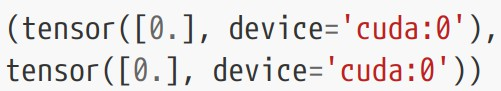 (tensor([0.], device='cuda:0'),
tensor([0.], device='cuda:0'))